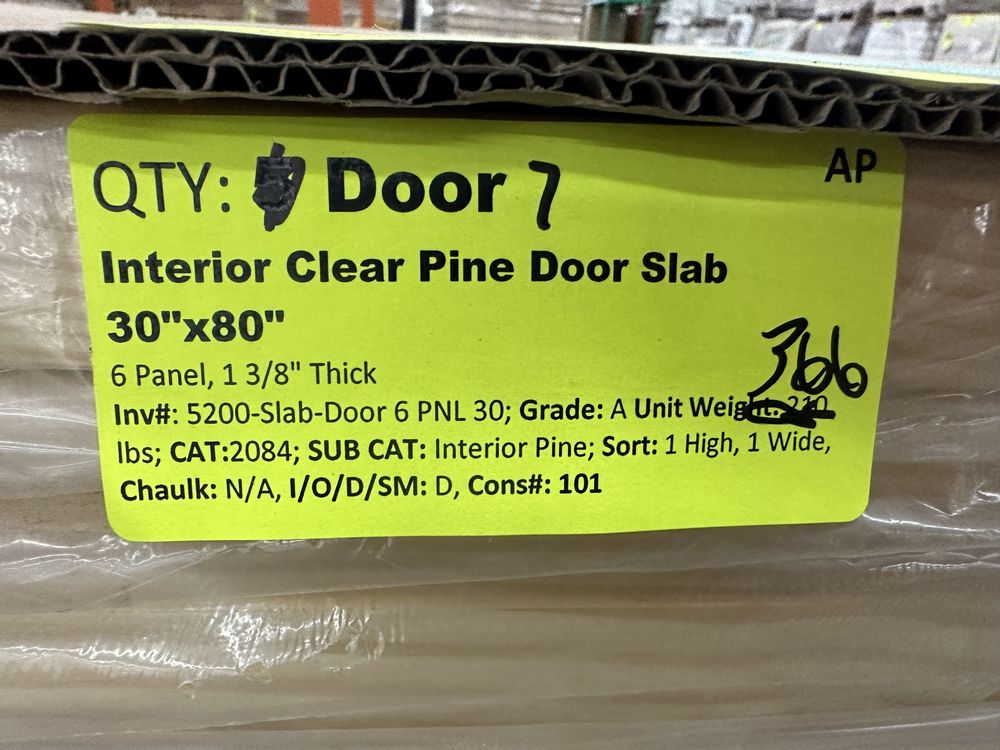 QTY: Door 7
AP
Interior Clear Pine Door Slab
30"x80"
6 Panel, 1 3/8" Thick
366
Inv#: 5200-Slab-Door 6 PNL 30; Grade: A Unit Weight: 210
lbs; CAT:2084; SUB CAT: Interior Pine; Sort: 1 High, 1 Wide,
Chaulk: N/A, I/O/D/SM: D, Cons#: 101